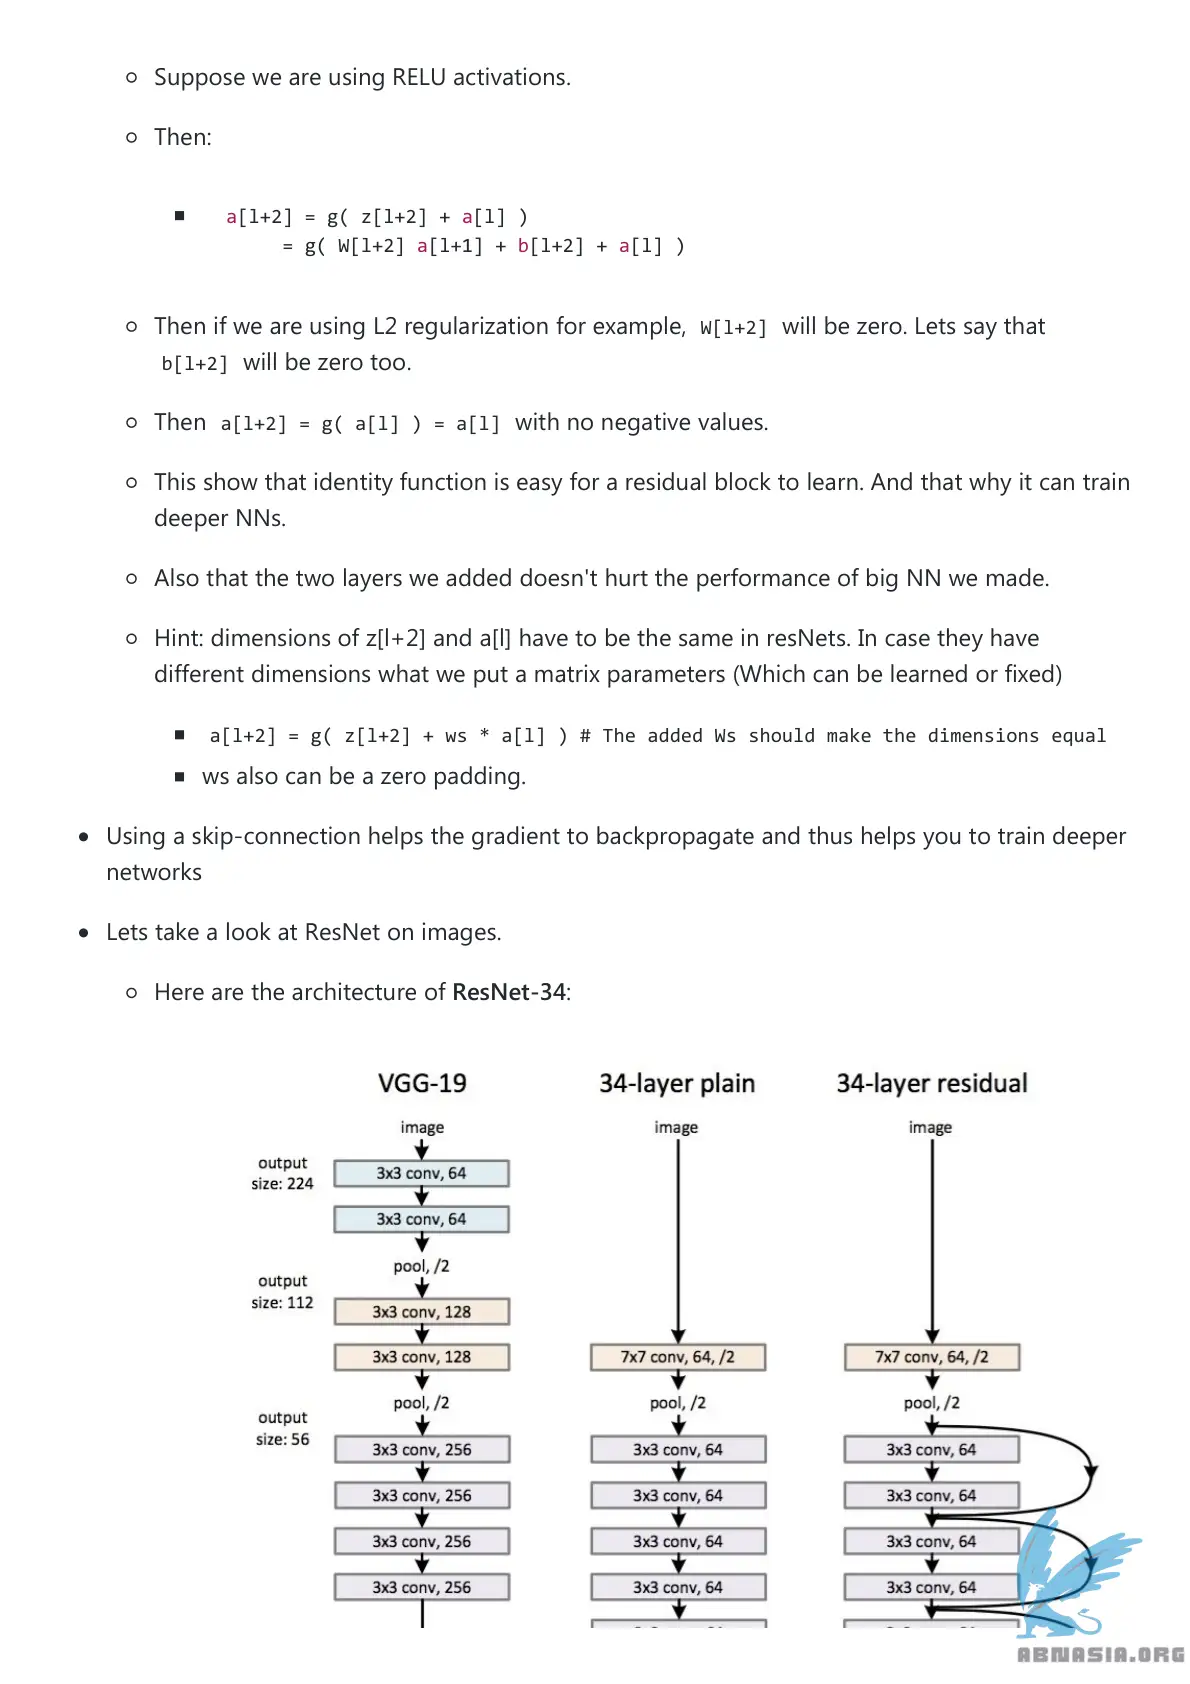 Suppose we are using RELU activations.
Then:
a[l+2] = g( z[l+2] + a[l] )
= g( W[l+2] a[l+1] + b[l+2] + a[l] )
Then if we are using L2 regularization for example, W[l+2] will be zero. Lets say that
b[l+2] will be zero too.
Then a[l+2] = g( a[l] ) = a[l] with no negative values.
This show that identity function is easy for a residual block to learn. And that why it can train
deeper NNs.
Also that the two layers we added doesn't hurt the performance of big NN we made.
Hint: dimensions of z[l+2] and a[l] have to be the same in resNets. In case they have
different dimensions what we put a matrix parameters (Which can be learned or fixed)
a[l+2] = g( z[l+2] + ws * a[l] ) # The added Ws should make the dimensions equal
ws also can be a zero padding.
Using a skip-connection helps the gradient to backpropagate and thus helps you to train deeper
networks
Lets take a look at ResNet on images.
Here are the architecture of ResNet-34:
VGG-19 34-layer plain 34-layer residual
image image image
output
size: 224
3x3 conv, 64
3x3 conv, 64
pool, /2
output
size: 112
3x3 conv, 128
3x3 conv, 128 7x7 conv, 64, /2 7x7 conv, 64, /2
pool, /2 pool, /2 pool, /2
output
size: 56
3x3 conv, 256 3x3 conv, 64 3x3 conv, 64
3x3 conv, 256 3x3 conv, 64 3x3 conv, 64
3x3 conv, 256 3x3 conv, 64 3x3 conv, 64
3x3 conv, 256 3x3 conv, 64 3x3 conv, 64
ABNASIA.ORG